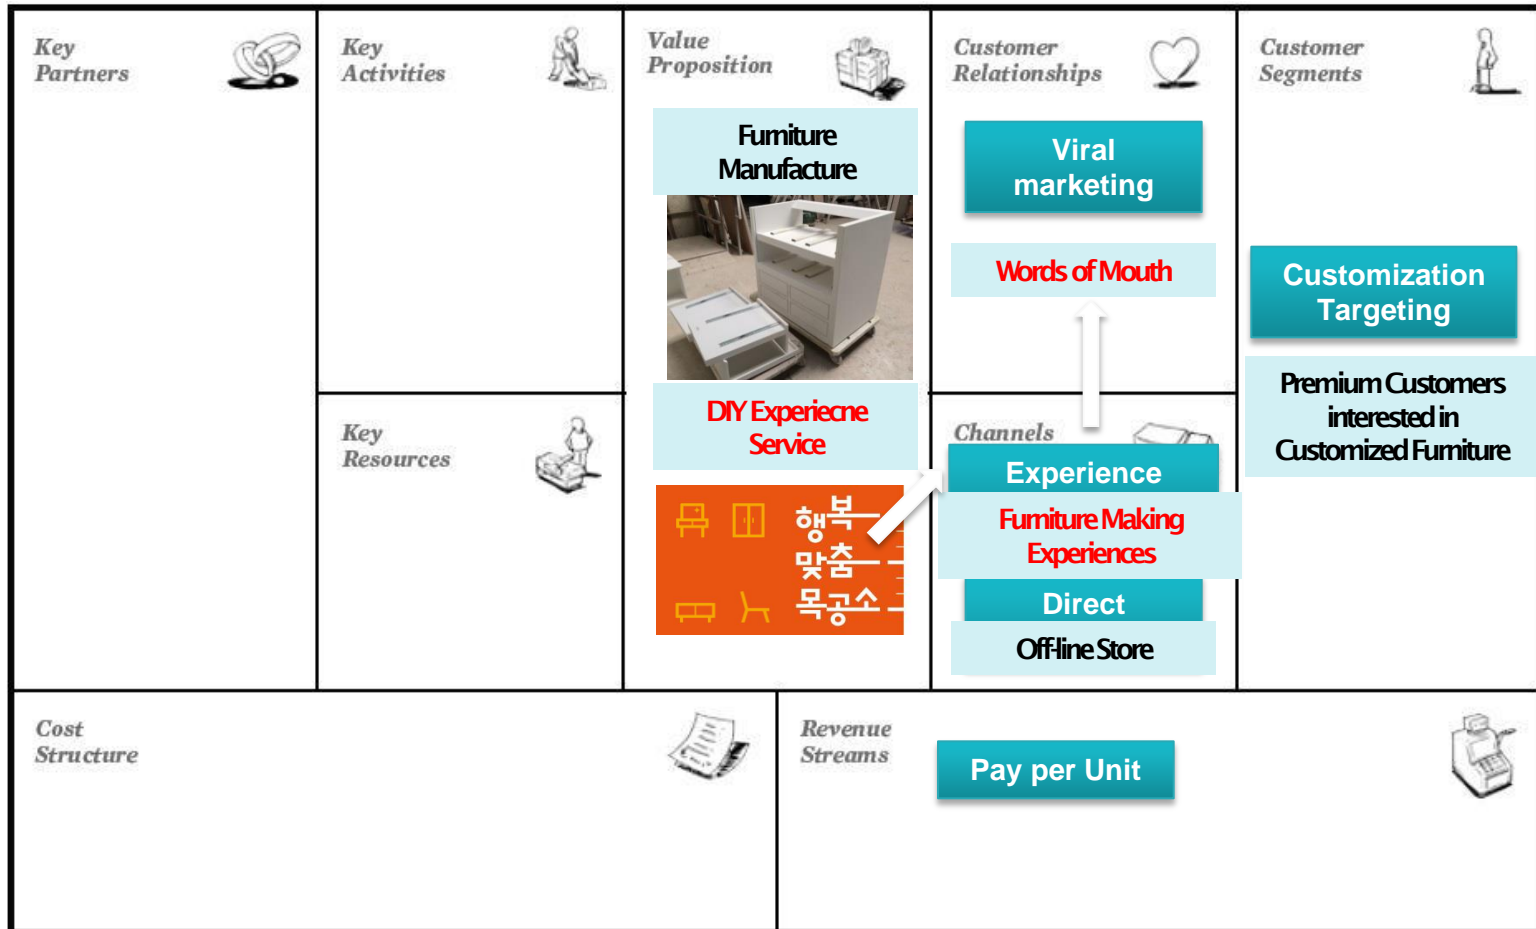 Key
Partners
Key
Activities
Value
Proposition
Furniture
Manufacture
DIY Experiecne
Service
행복
맞춤
목공소
Customer
Relationships
Viral
marketing
Words of Mouth
Customer
Segments
Customization
Targeting
Premium Customers
interested in
Customized Furniture
Key
Resources
Channels
Experience
Furniture Making
Experiences
Direct
Off-line Store
Cost
Structure
Revenue
Streams
Pay per Unit